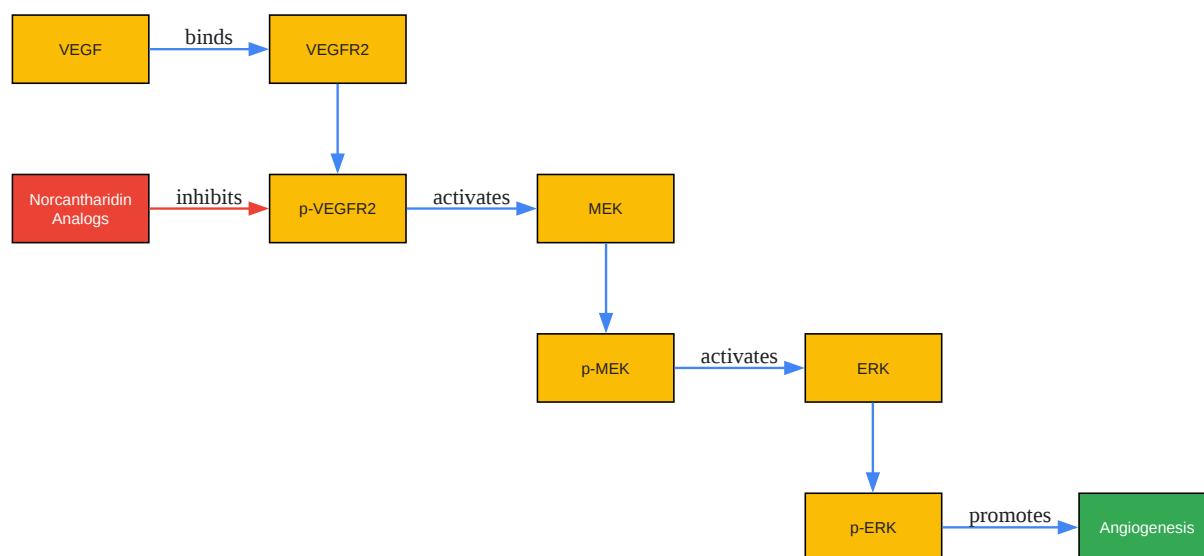 VEGF
binds
VEGFR2
Norcantharidin
Analogs
inhibits
p-VEGFR2
activates
MEK
p-MEK
activates
ERK
p-ERK
promotes
Angiogenesis